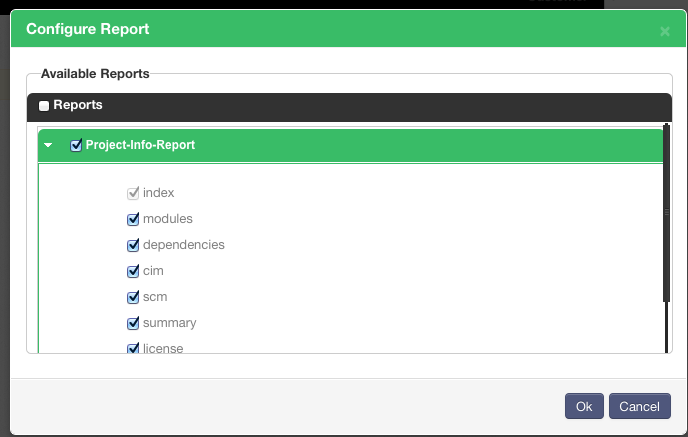 Configure Report
×
Available Reports
Reports
Project-Info-Report
index
modules
dependencies
cim
scm
summary
license
Ok
Cancel